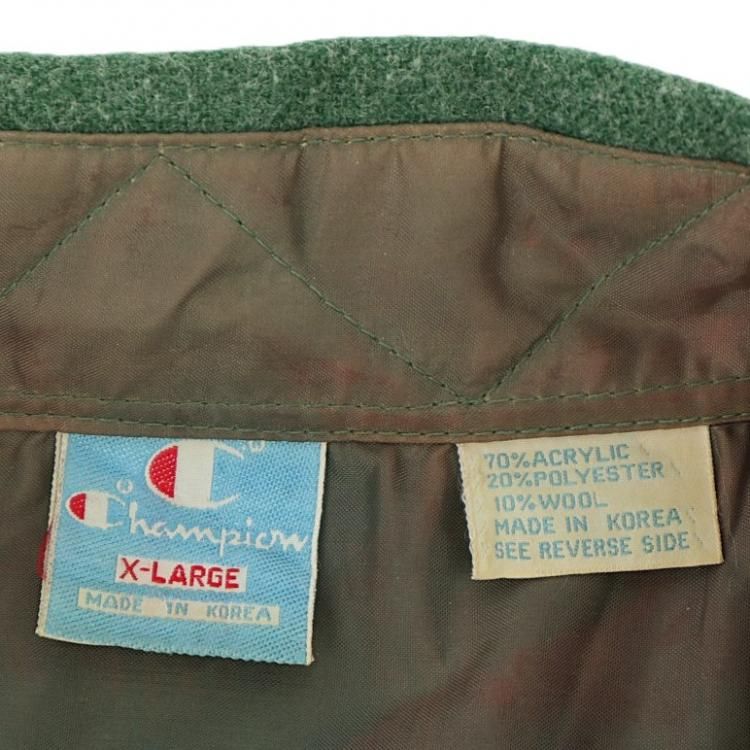 Champion
X-LARGE
MADE IN KOREA
70%ACRYLIC
20%POLYESTER
10%WOOL
MADE IN KOREA
SEE REVERSE SIDE